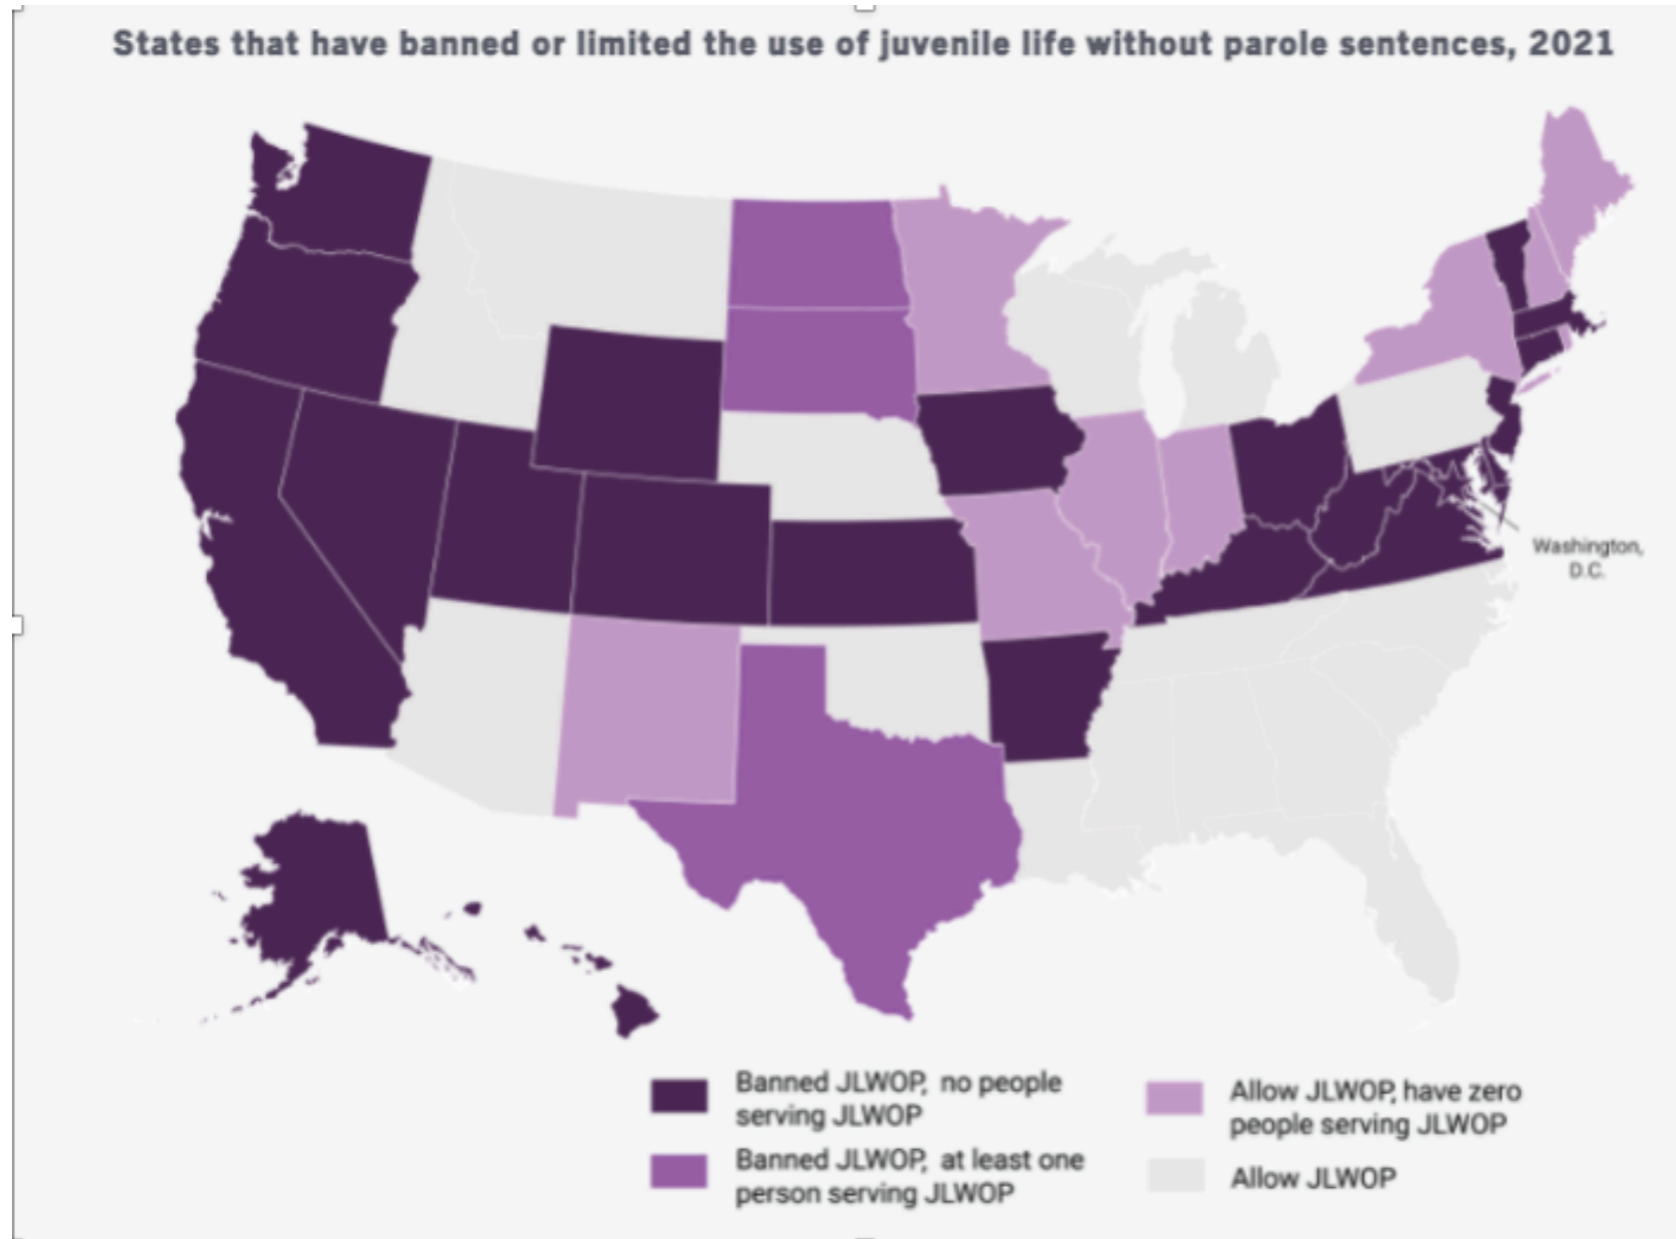 States that have banned or limited the use of juvenile life without parole sentences, 2021
Washington,
D.C.
Banned JLWOP, no people
serving JLWOP
Banned JLWOP, at least one
person serving JLWOP
Allow JLWOP, have zero
people serving JLWOP
Allow JLWOP